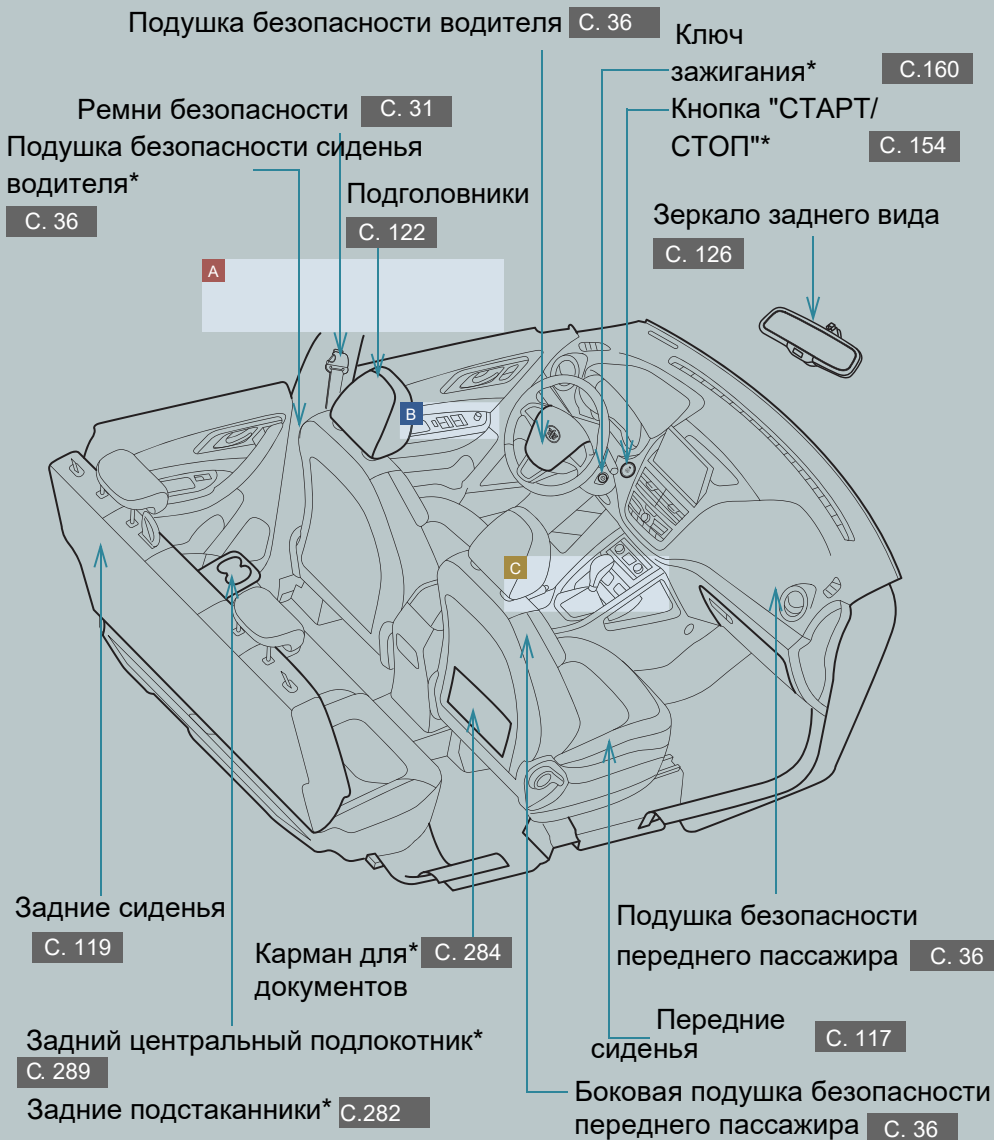 Подушка безопасности водителя С. 36
Ключ
зажигания* С.160
Ремни безопасности С. 31
Кнопка "СТАРТ/
СТОП"* С. 154
Подушка безопасности сиденья
водителя*
С. 36
Подголовники
С. 122
Зеркало заднего вида
С. 126
A
B
C
Задние сиденья
С. 119
Карман для* С. 284
документов
Подушка безопасности
переднего пассажира С. 36
Задний центральный подлокотник*
С. 289
Задние подстаканники* С.282
Передние
сиденья С. 117
Боковая подушка безопасности
переднего пассажира С. 36